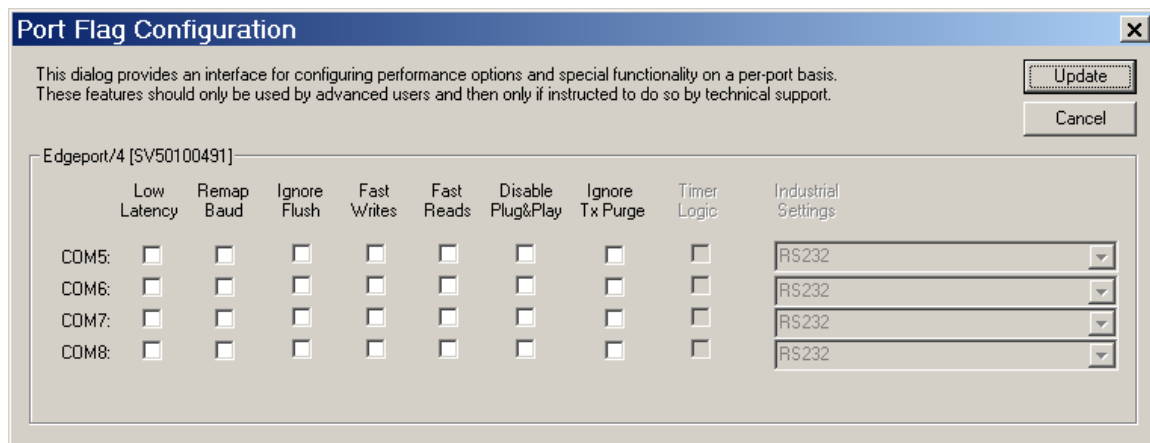 Port Flag Configuration
This dialog provides an interface for configuring performance options and special functionality on a per-port basis.
These features should only be used by advanced users and then only if instructed to do so by technical support.
Update
Cancel
Edgeport/4 [SV50100491]
Low Remap Ignore Fast Fast Disable Ignore Timer Industrial
Latency Baud Flush Writes Reads Plug&Play Tx Purge Logic Settings
COM5: RS232
COM6: RS232
COM7: RS232
COM8: RS232